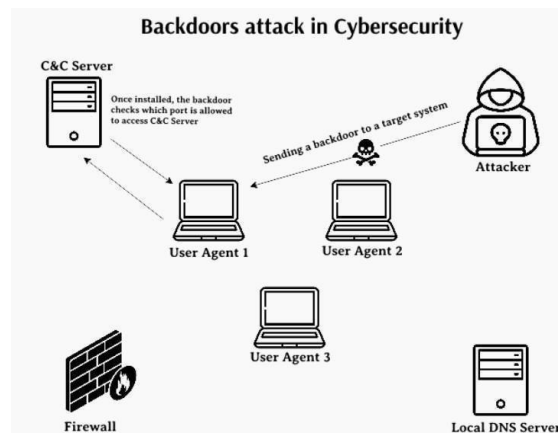 Backdoors attack in Cybersecurity
C&C Server
Once installed, the backdoor
checks which port is allowed
to access C&C Server
Sending a backdoor to a target system
Attacker
User Agent 1
User Agent 2
User Agent 3
Firewall
Local DNS Server